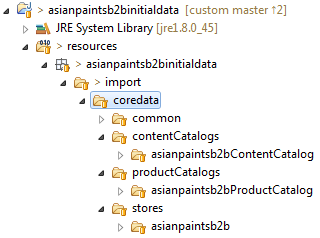 > asianpaintsb2binitialdata [custom master ↑2]
JRE System Library [jre1.8.0_45]
> resources
> asianpaintsb2binitialdata
> import
coredata
common
contentCatalogs
asianpaintsb2bContentCatalog
productCatalogs
asianpaintsb2bProductCatalog
stores
asianpaintsb2b